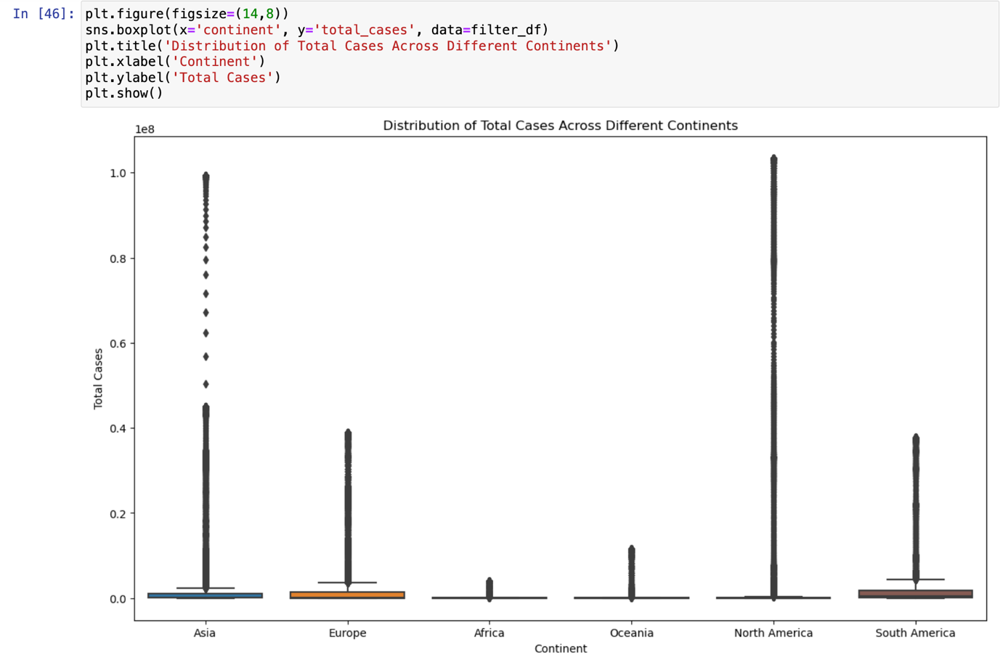 In [46]: plt.figure(figsize=(14,8))
sns.boxplot(x='continent', y='total_cases', data=filter_df)
plt.title('Distribution of Total Cases Across Different Continents')
plt.xlabel('Continent')
plt.ylabel('Total Cases')
plt.show()
Distribution of Total Cases Across Different Continents
1e8
1.0
0.8
0.6
0.4
0.2
0.0
Total Cases
Asia Europe Africa Oceania North America South America
Continent